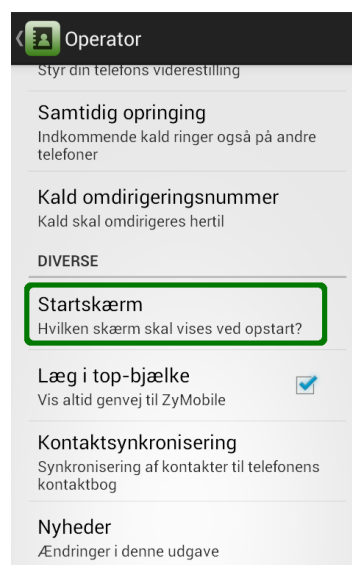 Operator
Styr din telefons viderestilling
Samtidig opringing
Indkommende kald ringer også på andre
telefoner
Kald omdirigeringsnummer
Kald skal omdirigeres hertil
DIVERSE
Startskærm
Hvilken skærm skal vises ved opstart?
Læg i top-bjælke
Vis altid genvej til ZyMobile
Kontaktsynkronisering
Synkronisering af kontakter til telefonens
kontaktbog
Nyheder
Ændringer i denne udgave